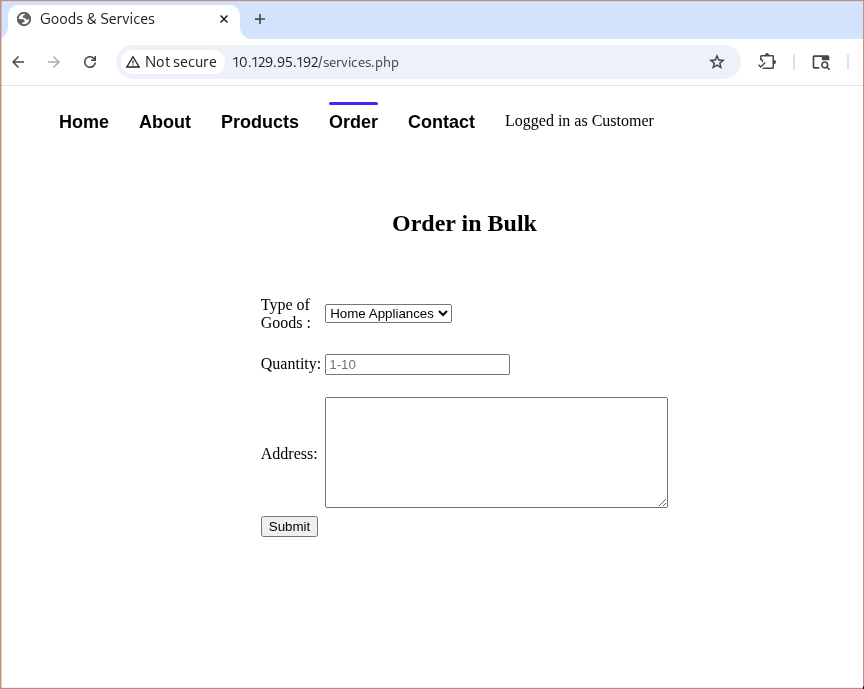 Goods & Services
Not secure 10.129.95.192/services.php
Home About Products Order Contact Logged in as Customer
Order in Bulk
Type of
Goods :
Home Appliances
Quantity: 1-10
Address:
Submit